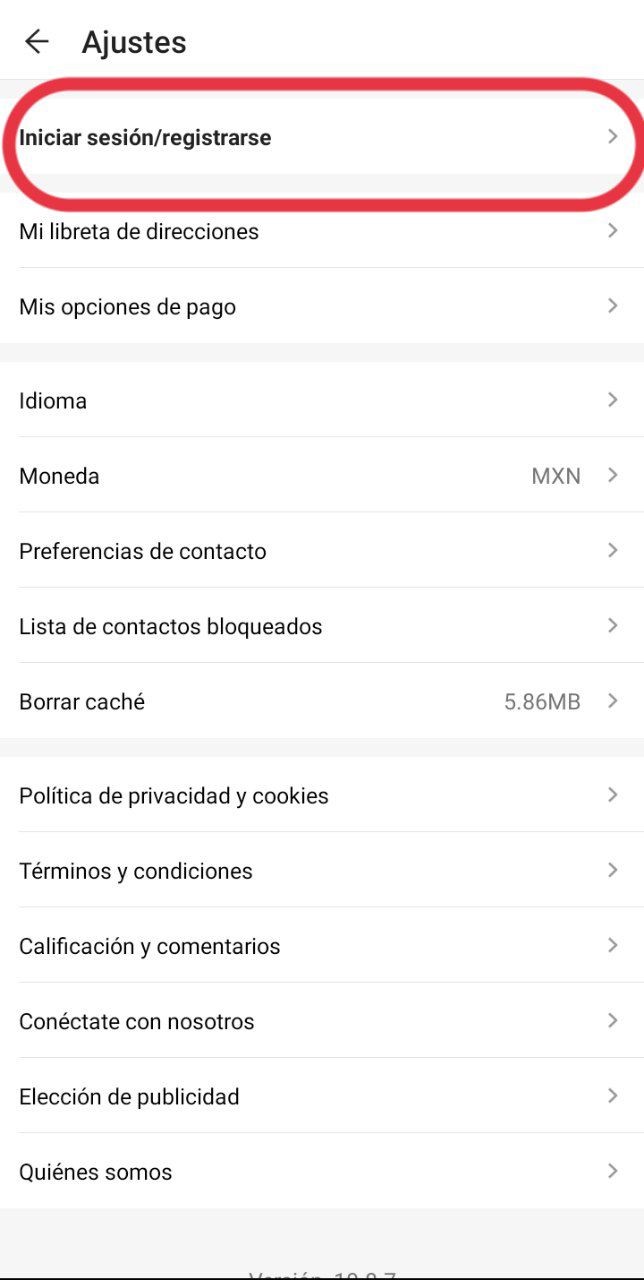 Ajustes
Iniciar sesión/registrarse
Mi libreta de direcciones
Mis opciones de pago
Idioma
Moneda MXN
Preferencias de contacto
Lista de contactos bloqueados
Borrar caché 5.86MB
Política de privacidad y cookies
Términos y condiciones
Calificación y comentarios
Conéctate con nosotros
Elección de publicidad
Quiénes somos
Versión